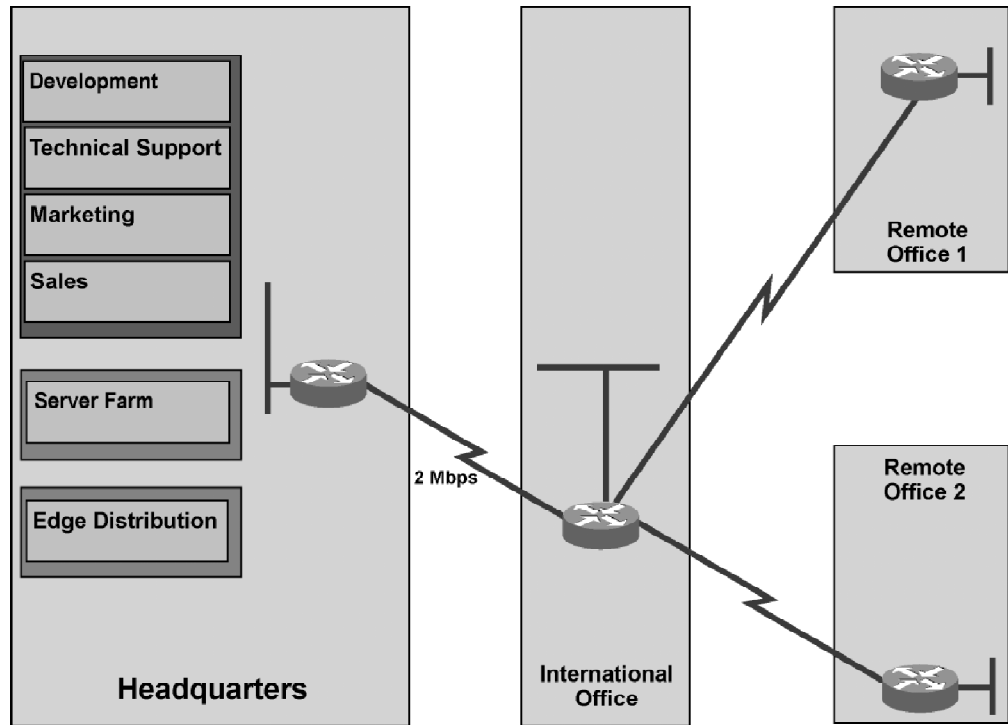 Development
Technical Support
Marketing
Sales
Server Farm
Edge Distribution
Headquarters
2 Mbps
International
Office
Remote
Office 1
Remote
Office 2